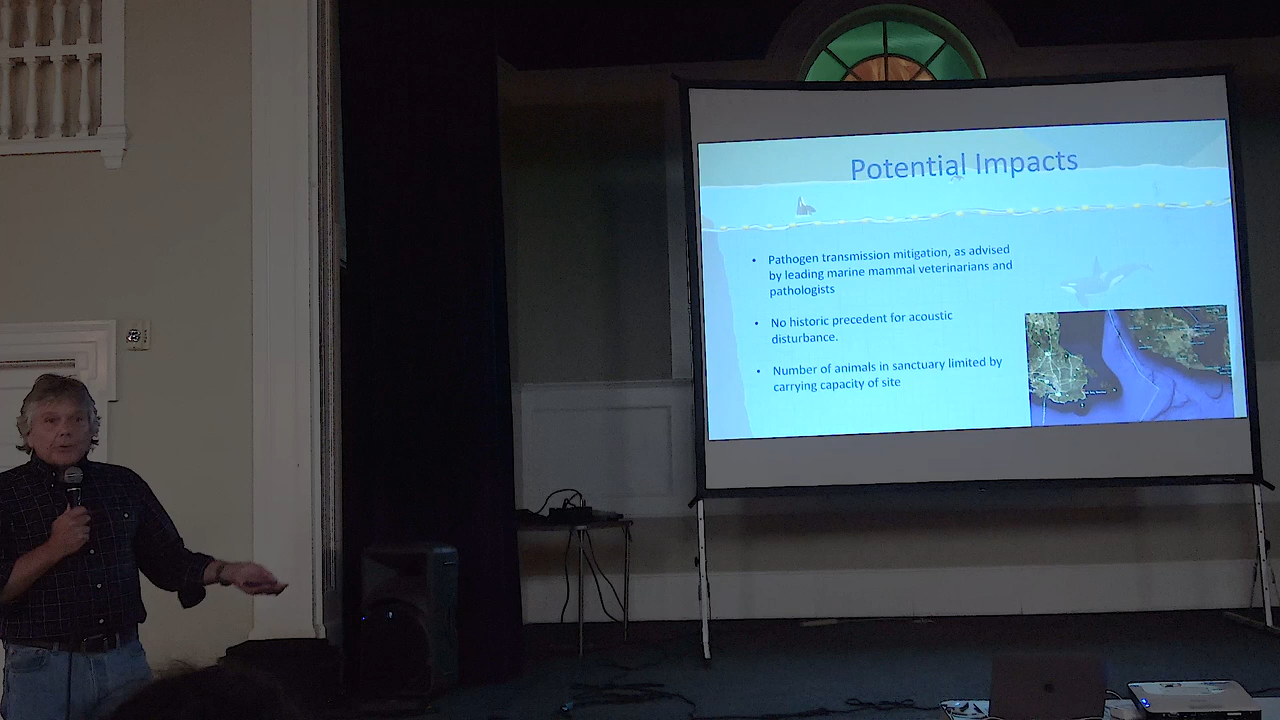 Potential Impacts
• Pathogen transmission mitigation, as advised
by leading marine mammal veterinarians and
pathologists
• No historic precedent for acoustic
disturbance.
• Number of animals in sanctuary limited by
carrying capacity of site